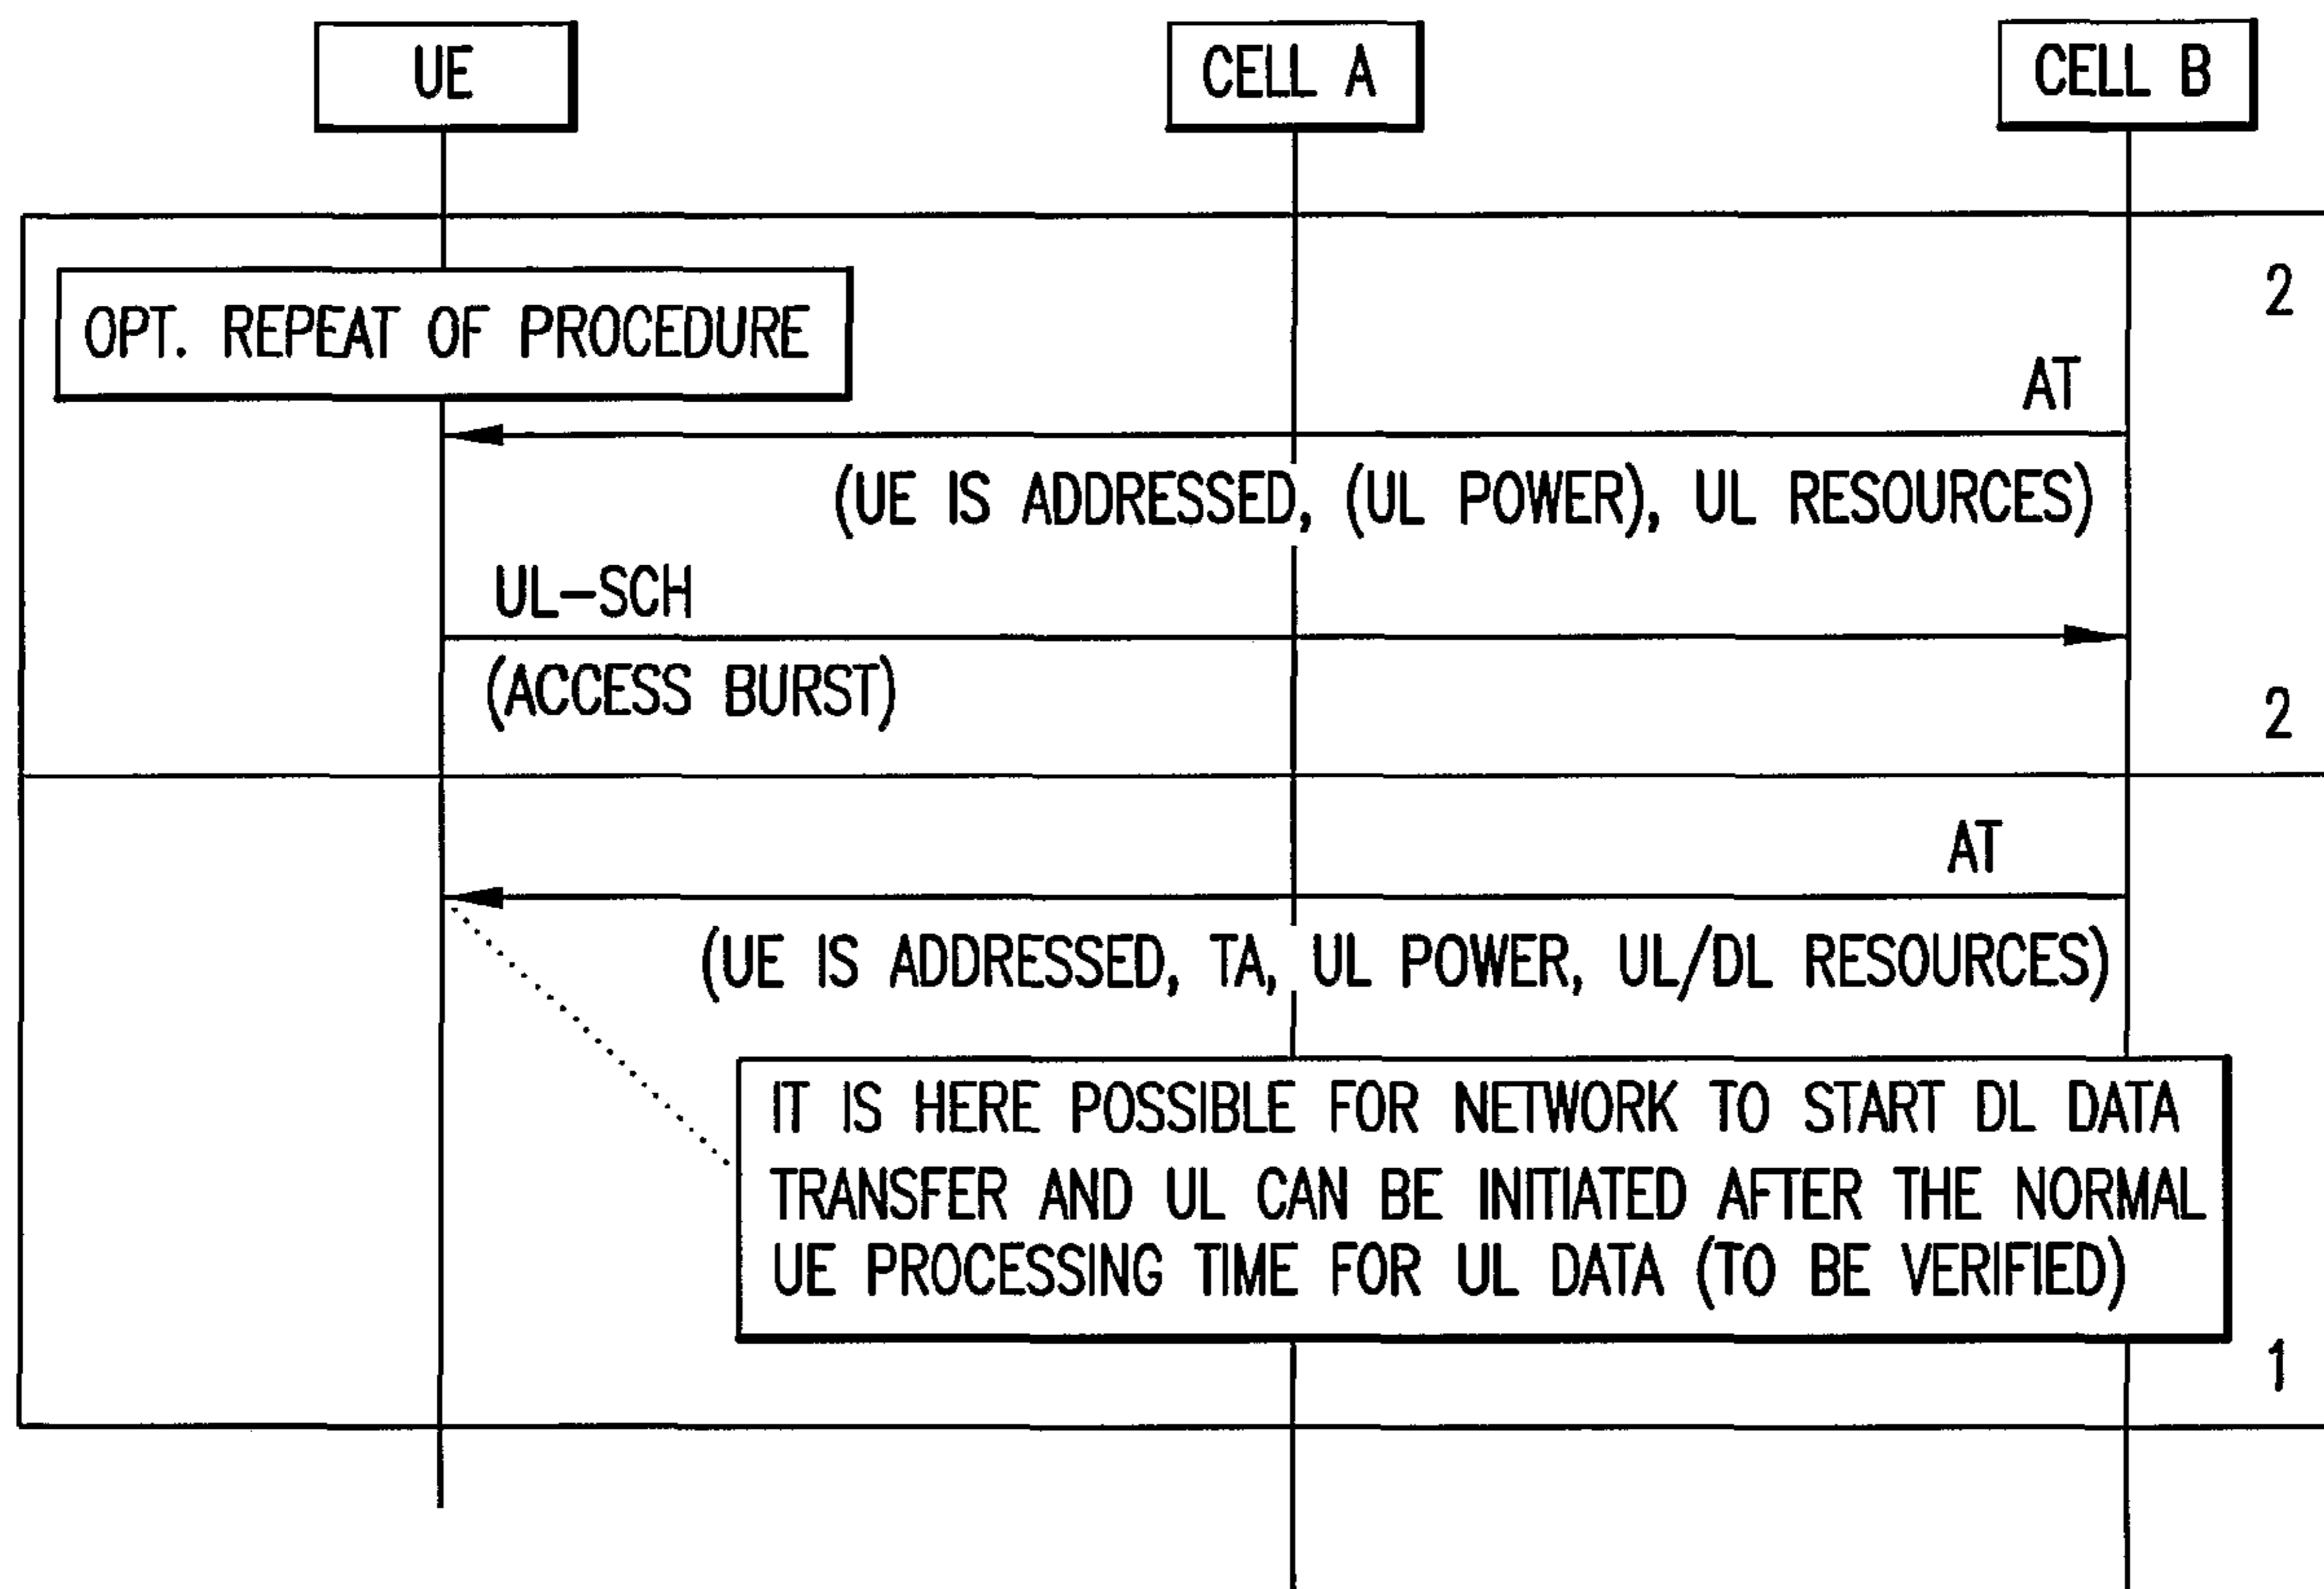 UE
CELL A
CELL B
2
OPT. REPEAT OF PROCEDURE
AT
(UE IS ADDRESSED, (UL POWER), UL RESOURCES)
UL-SCH
(ACCESS BURST)
2
AT
(UE IS ADDRESSED, TA, UL POWER, UL/DL RESOURCES)
IT IS HERE POSSIBLE FOR NETWORK TO START DL DATA
TRANSFER AND UL CAN BE INITIATED AFTER THE NORMAL
UE PROCESSING TIME FOR UL DATA (TO BE VERIFIED)
1